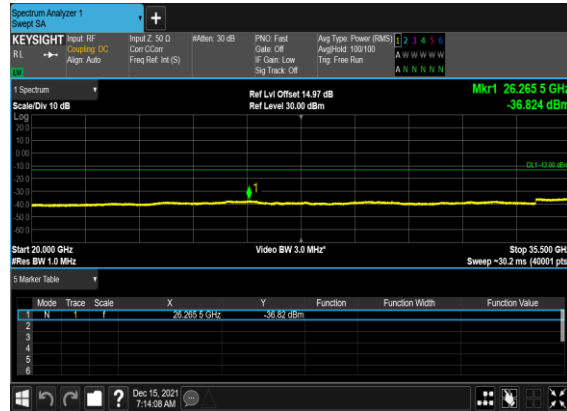 Spectrum Analyzer 1
Swept SA
KEYSIGHT Input: RF Input Z: 50 Ω #Atten: 30 dB PNO: Fast Avg Type: Power (RMS) 1 2 3 4 5 6
RL Coupling: DC Corr CCorr Gate: Off Avg|Hold: 100/100 A W W W W W
Align: Auto Freq Ref: Int (S) IF Gain: Low Trig: Free Run
Sig Track: Off A N N N N N
LW
1 Spectrum Ref Lvl Offset 14.97 dB Mkr1 26.265 5 GHz
Scale/Div 10 dB Ref Level 30.00 dBm -36.824 dBm
Log
20.0
10.0
0.00
-10.0
DL1 -13.00 dBm
-20.0
-30.0
1
-40.0
-50.0
-60.0
Start 20.000 GHz Video BW 3.0 MHz* Stop 35.500 GHz
#Res BW 1.0 MHz Sweep ~30.2 ms (40001 pts)
5 Marker Table
Mode Trace Scale X Y Function Function Width Function Value
1 N 1 f 26.265 5 GHz -36.82 dBm
2
3
4
5
6
? Dec 15, 2021
7:14:08 AM